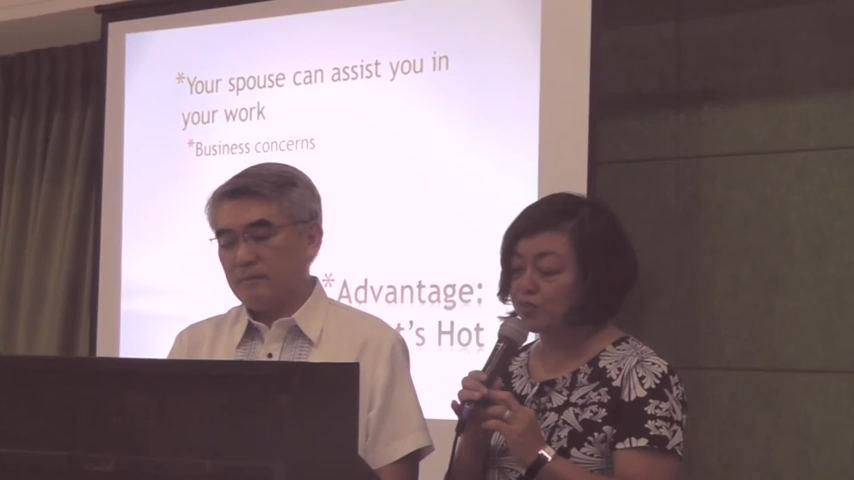 *Your spouse can assist you in
your work
*Business concerns
*Advantage:
t's Hot